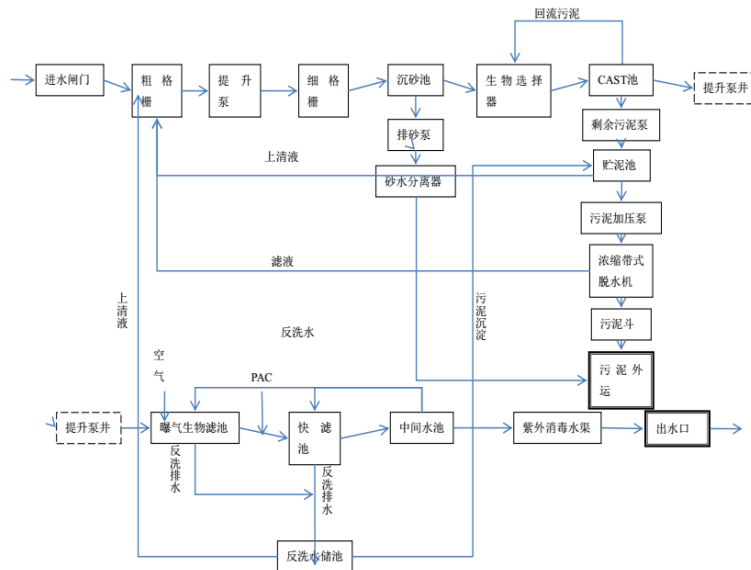 回流污泥
进水闸门
粗格
栅
提升
泵
细格
栅
沉砂池
生物选择
器
CAST池
提升泵井
排砂泵
剩余污泥泵
上清液
贮泥池
砂水分离器
污泥加压泵
滤液
浓缩带式
脱水机
上清液
污泥沉淀
污泥斗
反洗水
空
气
PAC
污泥外
运
提升泵井
曝气生物滤池
快滤
池
中间水池
紫外消毒水渠
出水口
反洗排水
反洗排水
反洗水储池